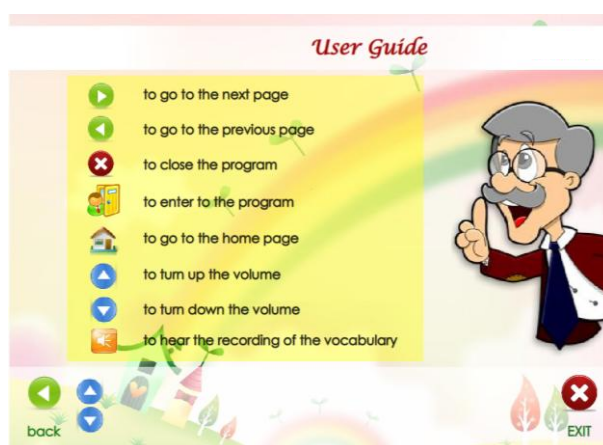 User Guide
to go to the next page
to go to the previous page
to close the program
to enter to the program
to go to the home page
to turn up the volume
to turn down the volume
to hear the recording of the vocabulary
back
EXIT